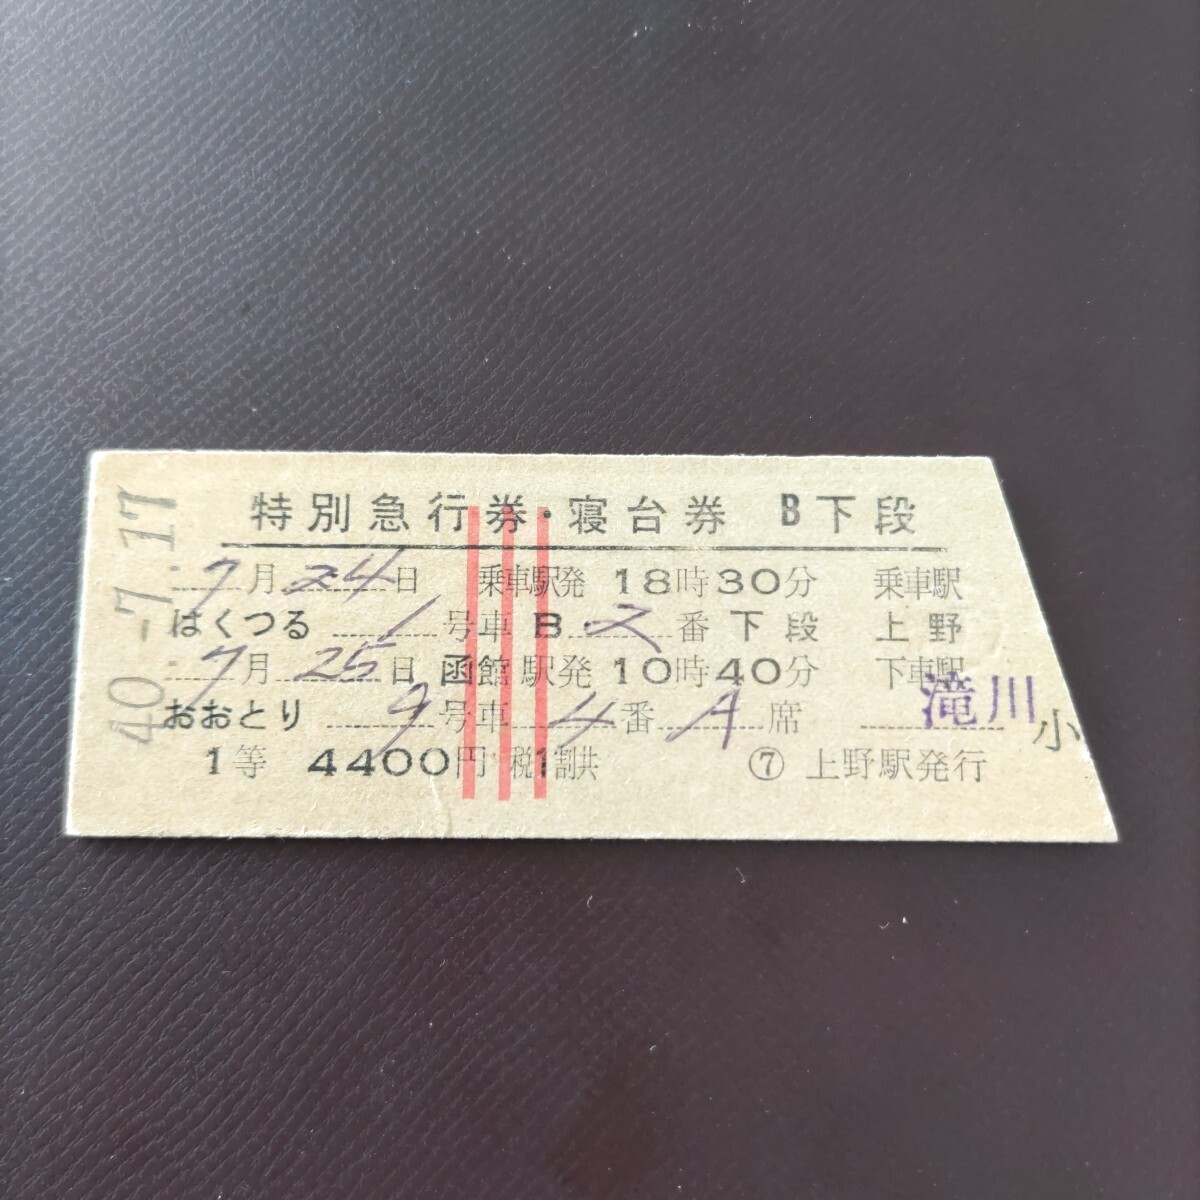 40-7.17
特別急行券・寝台券 B下段
7月24日 乗車駅発 18時30分 乗車駅
はくつる 1号車 B・2番 下段 上野
7月25日 函館駅発 10時40分 下車駅
おおとり 9号車 4番 A席 滝川
小
1等 4400円 税1割共 ⑦ 上野駅発行